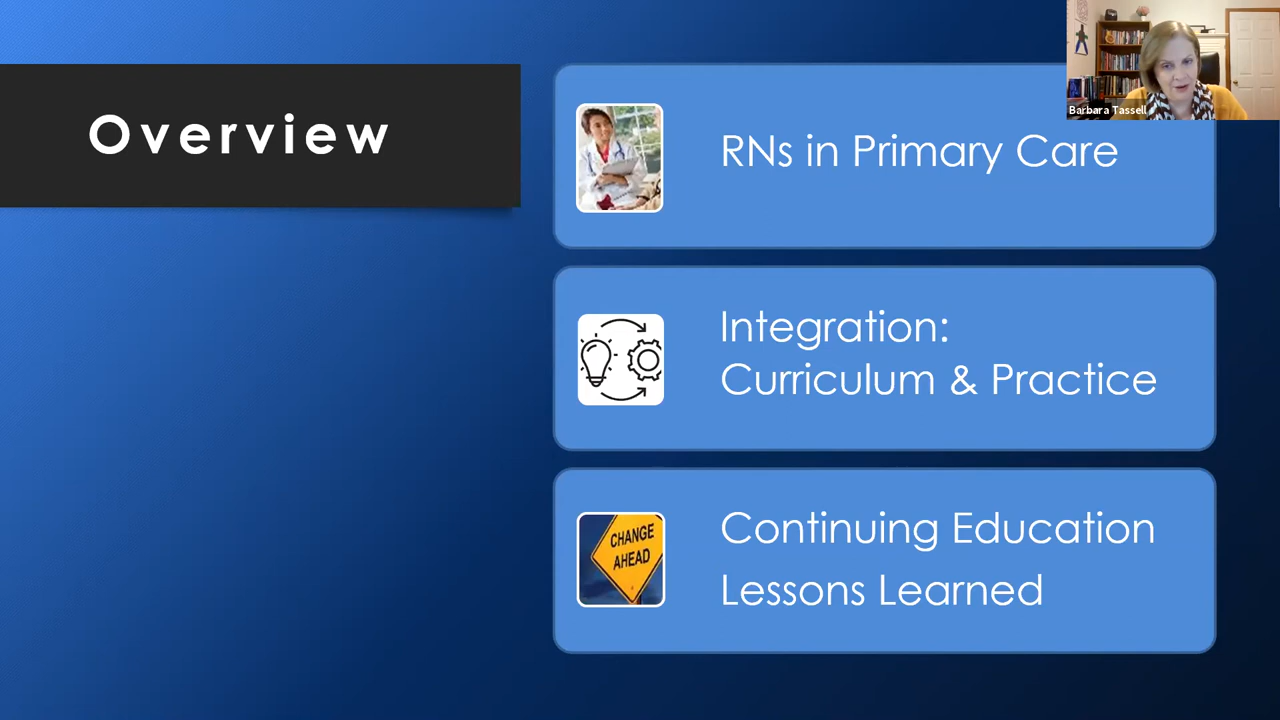 Overview
Barbara Tassell
RNs in Primary Care
Integration:
Curriculum & Practice
CHANGE
AHEAD
Continuing Education
Lessons Learned